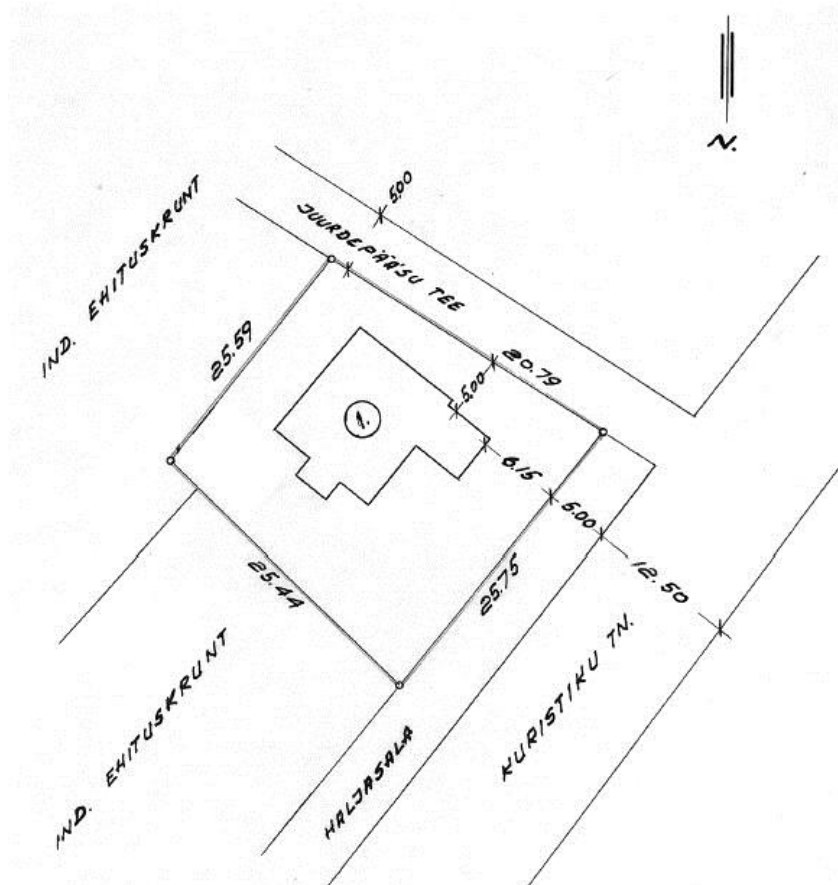 N.
5.00
JUURDEPÄÄSU TEE
IND. EHITUSKRUNT
25.59
20.79
5.00
1.
6.15
5.00
12.50
25.44
25.75
IND. EHITUSKRUNT
HALJASALA
KURISTIKU TN.